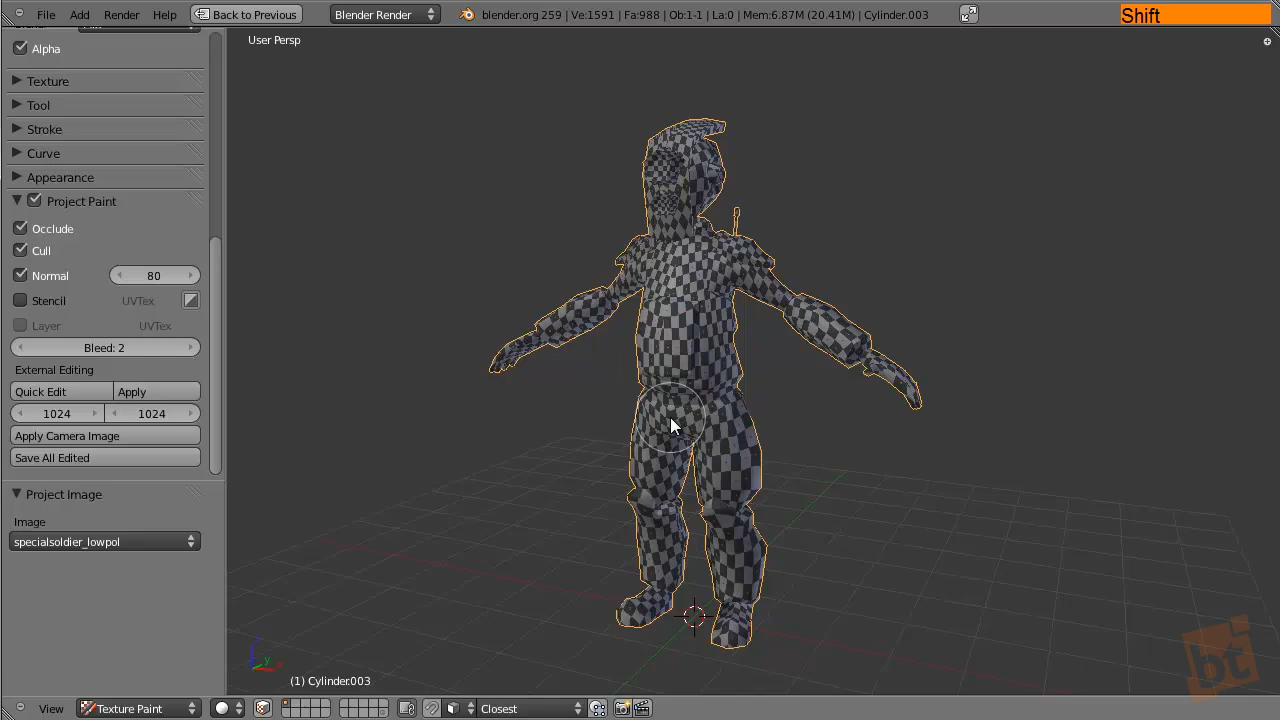 File Add Render Help Back to Previous Blender Render blender.org 259 | Ve:1591 | Fa:988 | Ob:1-1 | La:0 | Mem:6.87M (20.41M) | Cylinder.003 Shift
Alpha
User Persp
Texture
Tool
Stroke
Curve
Appearance
Project Paint
Occlude
Cull
Normal 80
Stencil UVTex
Layer UVTex
Bleed: 2
External Editing
Quick Edit Apply
1024 1024
Apply Camera Image
Save All Edited
Project Image
Image
specialsoldier_lowpol
z
y
x
(1) Cylinder.003
bt
View Texture Paint Closest